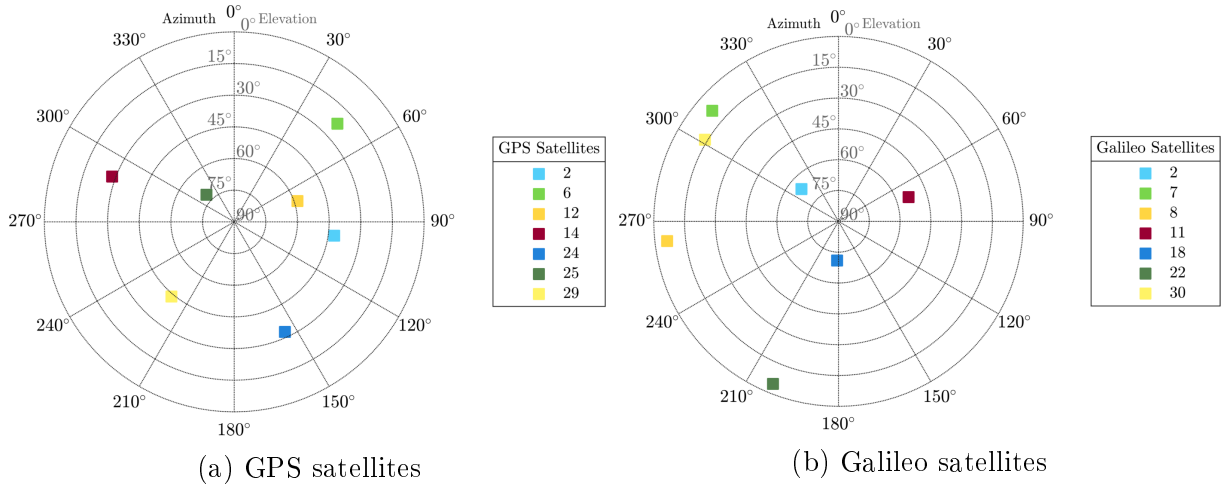 Azimuth 0° 0° Elevation
330° 15° 30°
300° 30° 60°
45°
60°
75°
270° 90° 90°
240° 120°
210° 150°
180°
GPS Satellites
2
6
12
14
24
25
29
(a) GPS satellites
Azimuth 0° 0° Elevation
330° 15° 30°
300° 30° 60°
45°
60°
75°
270° 90° 90°
240° 120°
210° 150°
180°
Galileo Satellites
2
7
8
11
18
22
30
(b) Galileo satellites